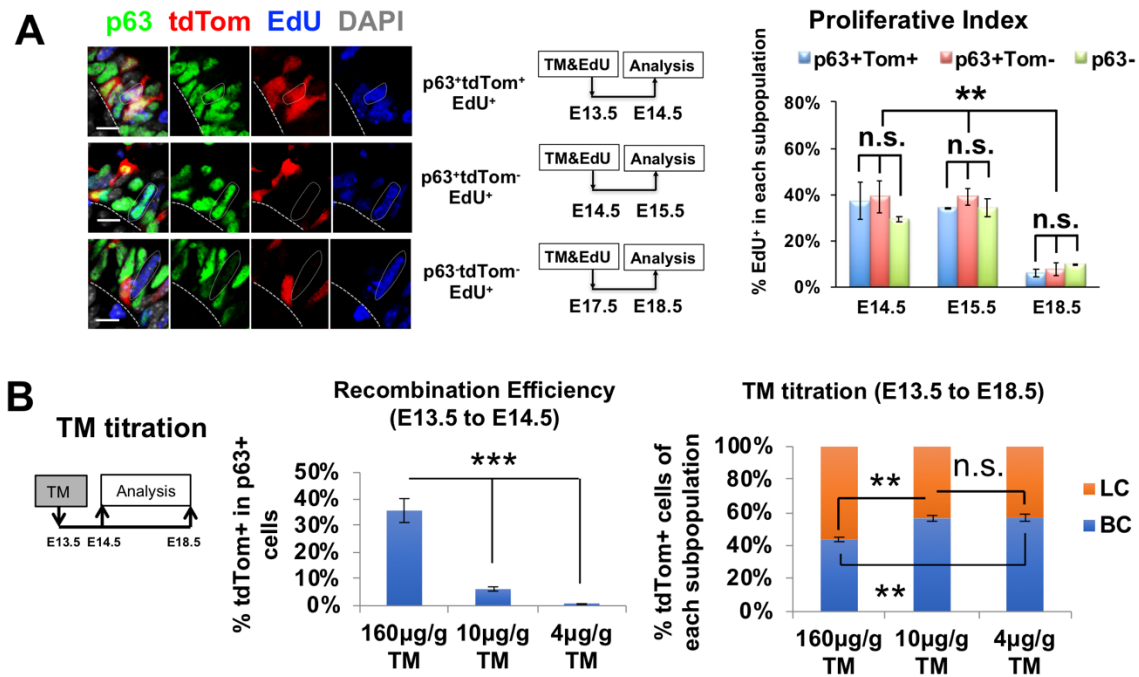 A
p63 tdTom EdU DAPI
p63⁺tdTom⁺
EdU⁺
p63⁺tdTom⁻
EdU⁺
p63⁻tdTom⁻
EdU⁺
TM&EdU Analysis
E13.5 E14.5
TM&EdU Analysis
E14.5 E15.5
TM&EdU Analysis
E17.5 E18.5
Proliferative Index
p63+Tom+ p63+Tom- p63-
% EdU⁺ in each subpopulation
80%
60%
40%
20%
0%
**
n.s.
n.s.
n.s.
E14.5 E15.5 E18.5
B
TM titration
TM Analysis
E13.5 E14.5 E18.5
Recombination Efficiency
(E13.5 to E14.5)
% tdTom+ in p63+
cells
50%
40%
30%
20%
10%
0%
***
160µg/g 10µg/g 4µg/g
TM TM TM
TM titration (E13.5 to E18.5)
% tdTom+ cells of
each subpopulation
100%
80%
60%
40%
20%
0%
**
n.s.
**
LC
BC
160µg/g 10µg/g 4µg/g
TM TM TM